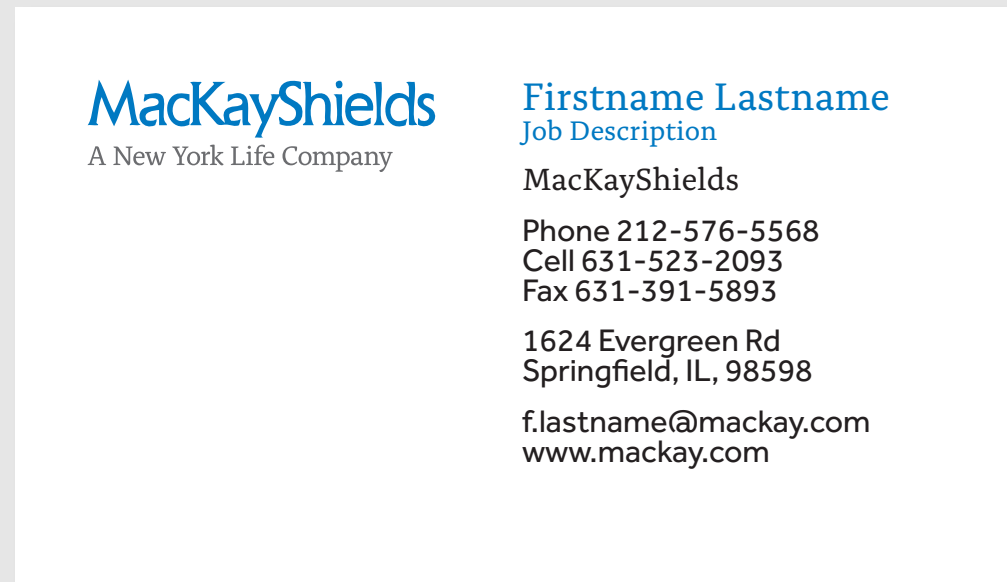 MacKayShields
A New York Life Company
Firstname Lastname
Job Description
MacKayShields
Phone 212-576-5568
Cell 631-523-2093
Fax 631-391-5893
1624 Evergreen Rd
Springfield, IL, 98598
f.lastname@mackay.com
www.mackay.com